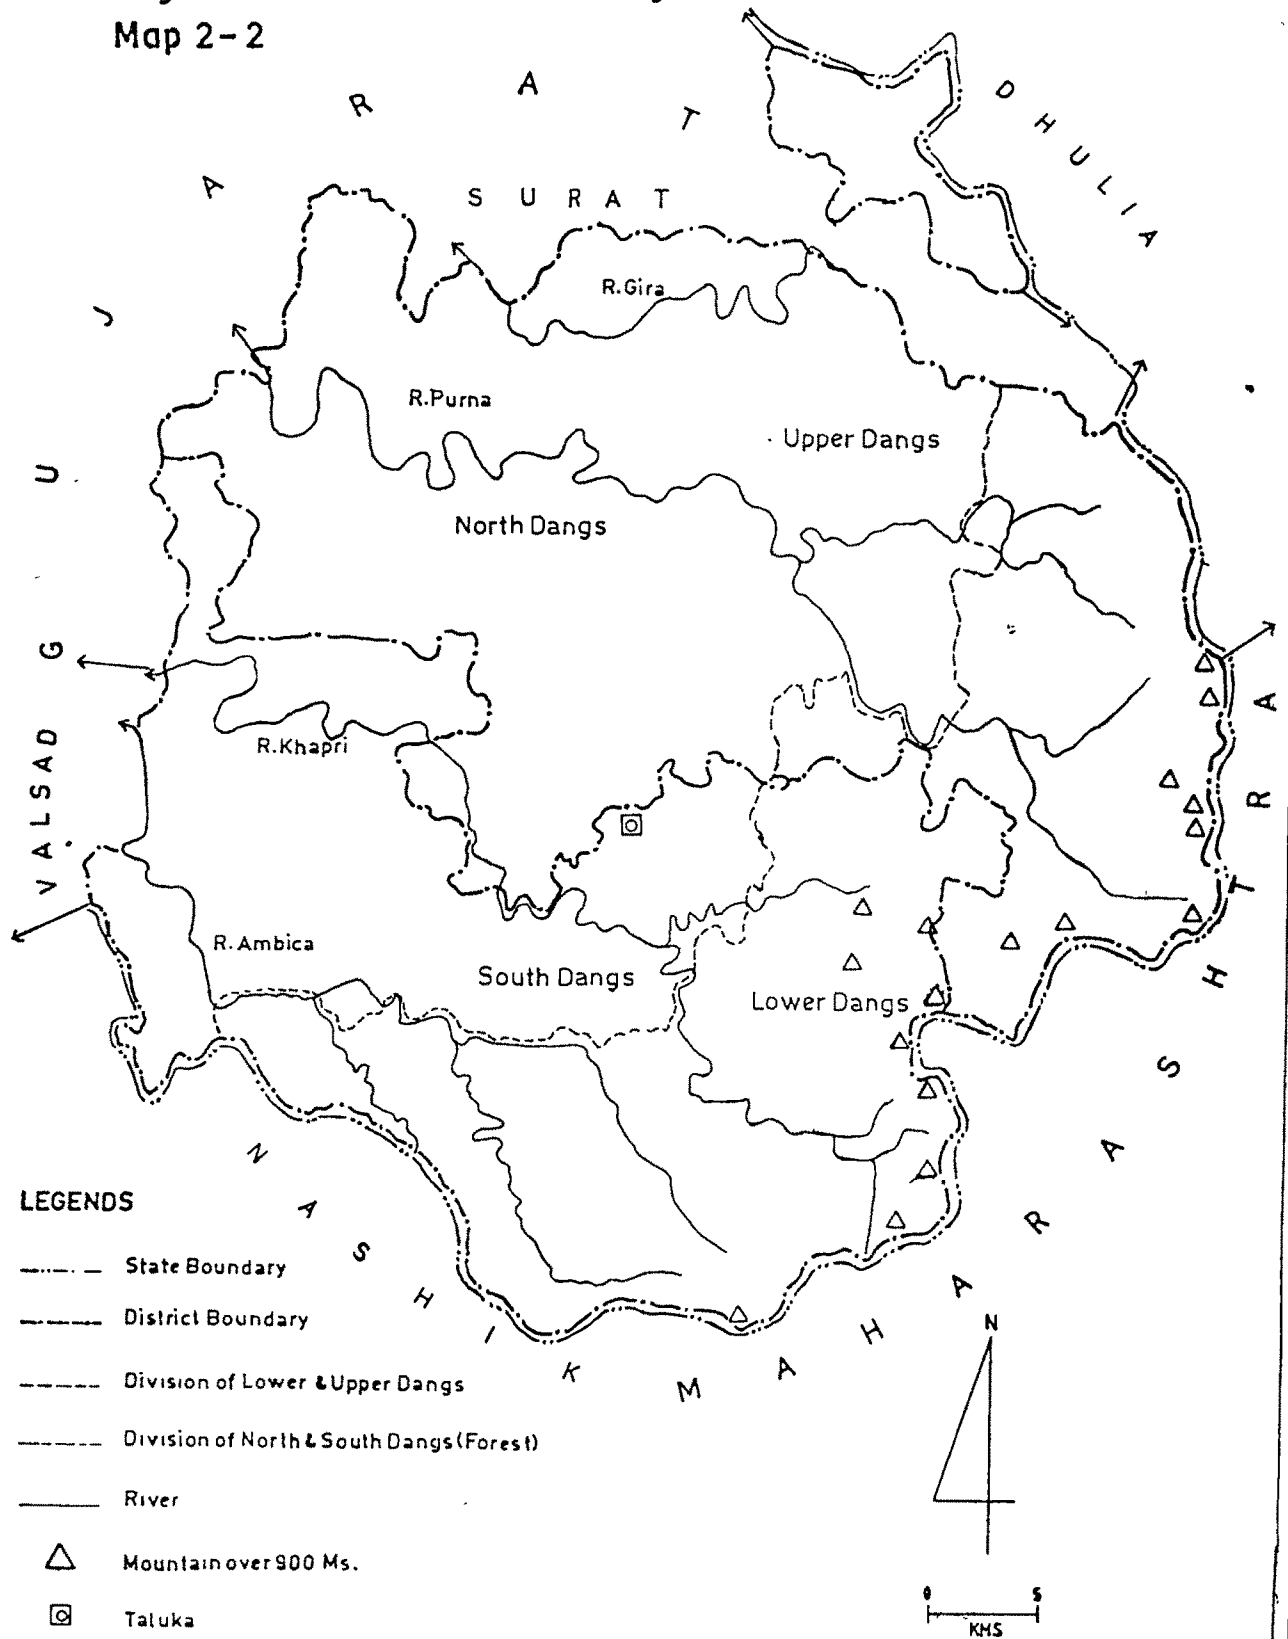 Map 2-2
GUJARAT
DHULIA
SURAT
R.Gira
R.Purna
Upper Dangs
North Dangs
VALSAD
R.Khapri
R.Ambica
South Dangs
Lower Dangs
NASHIK
MAHARASHTRA
LEGENDS
State Boundary
District Boundary
Division of Lower & Upper Dangs
Division of North & South Dangs (Forest)
River
Mountain over 900 Ms.
Taluka
N
0 5
KMS